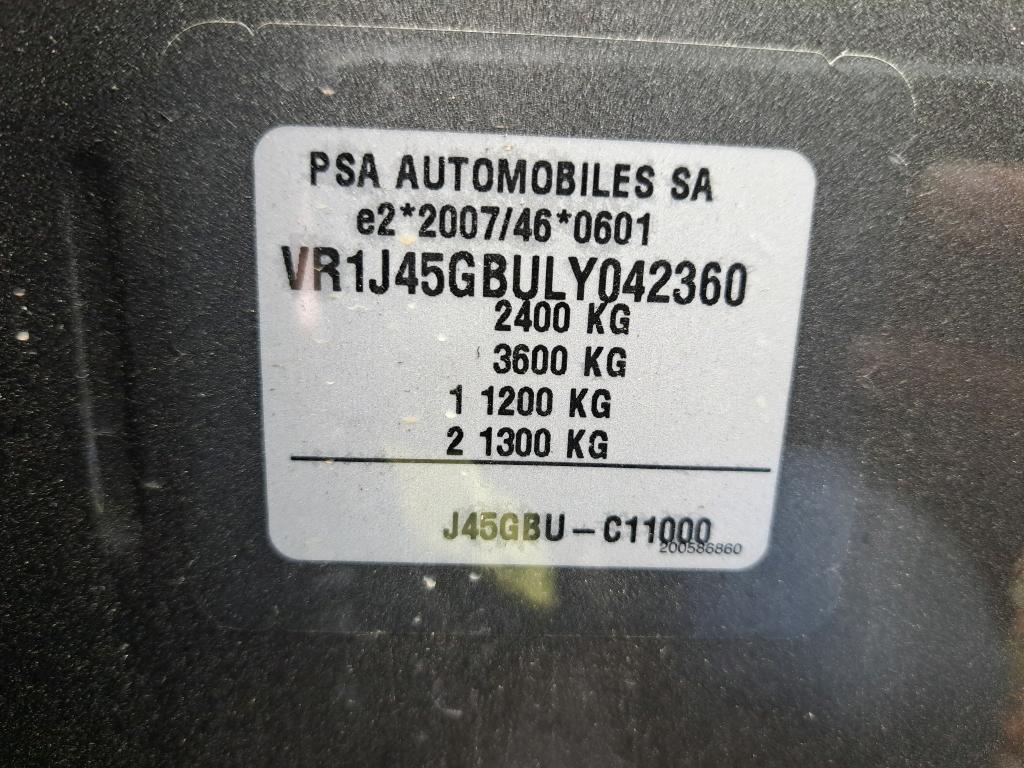 PSA AUTOMOBILES SA
e2*2007/46*0601
VR1J45GBULY042360
2400 KG
3600 KG
1 1200 KG
2 1300 KG
J45GBU – C11000
200586860